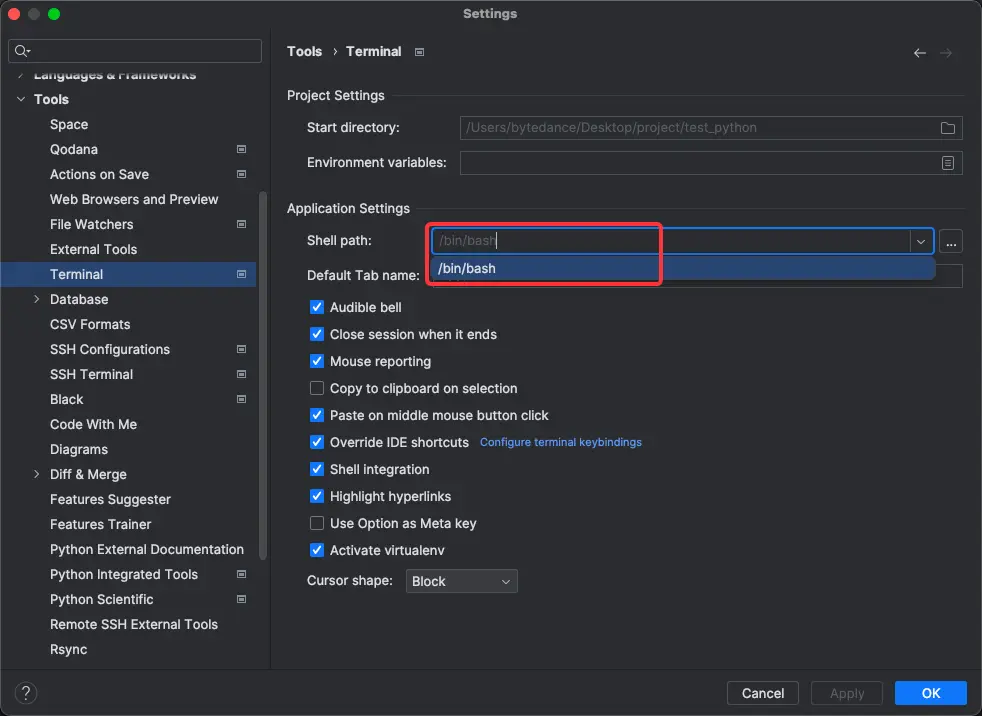 Settings
Languages & Frameworks
Tools
Space
Qodana
Actions on Save
Web Browsers and Preview
File Watchers
External Tools
Terminal
Database
CSV Formats
SSH Configurations
SSH Terminal
Black
Code With Me
Diagrams
Diff & Merge
Features Suggester
Features Trainer
Python External Documentation
Python Integrated Tools
Python Scientific
Remote SSH External Tools
Rsync
Tools › Terminal
Project Settings
Start directory: /Users/bytedance/Desktop/project/test_python
Environment variables:
Application Settings
Shell path: /bin/bash
/bin/bash
Default Tab name:
Audible bell
Close session when it ends
Mouse reporting
Copy to clipboard on selection
Paste on middle mouse button click
Override IDE shortcuts Configure terminal keybindings
Shell integration
Highlight hyperlinks
Use Option as Meta key
Activate virtualenv
Cursor shape: Block
? Cancel Apply OK